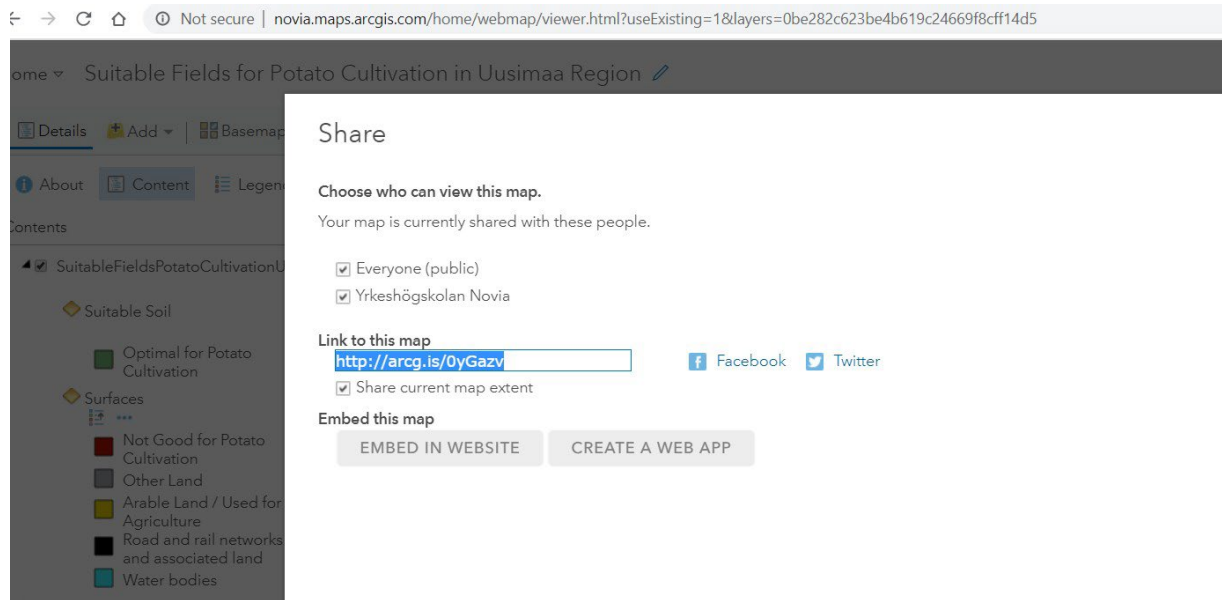 Not secure | novia.maps.arcgis.com/home/webmap/viewer.html?useExisting=1&layers=0be282c623be4b619c24669f8cff14d5
ome Suitable Fields for Potato Cultivation in Uusimaa Region
Details Add Basemap
About Content Legen
Contents
SuitableFieldsPotatoCultivationU
Suitable Soil
Optimal for Potato
Cultivation
Surfaces
Not Good for Potato
Cultivation
Other Land
Arable Land / Used for
Agriculture
Road and rail networks
and associated land
Water bodies
Share
Choose who can view this map.
Your map is currently shared with these people.
Everyone (public)
Yrkeshögskolan Novia
Link to this map
http://arcg.is/0yGazv Facebook Twitter
Share current map extent
Embed this map
EMBED IN WEBSITE CREATE A WEB APP